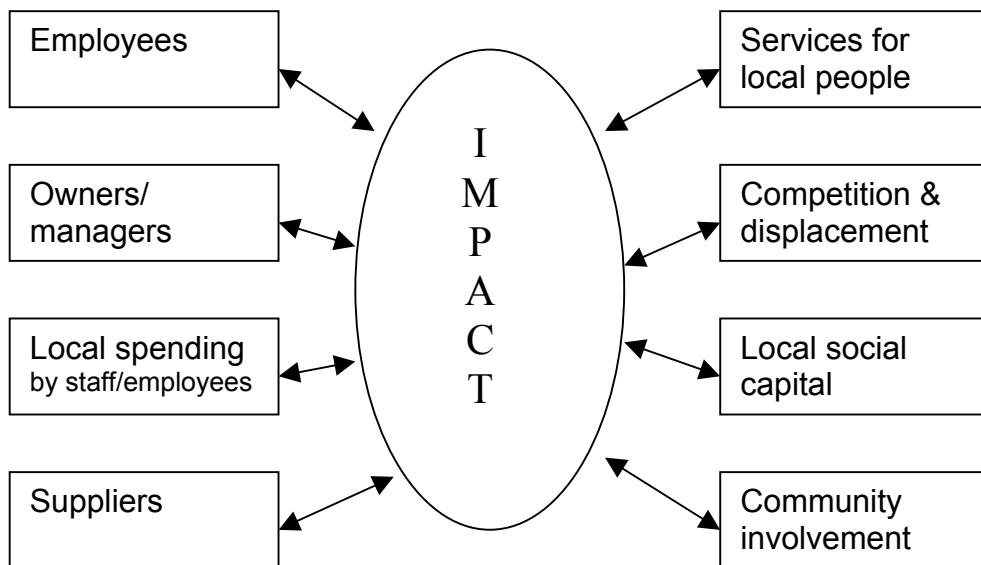 Employees
Owners/
managers
Local spending
by staff/employees
Suppliers
I
M
P
A
C
T
Services for
local people
Competition &
displacement
Local social
capital
Community
involvement